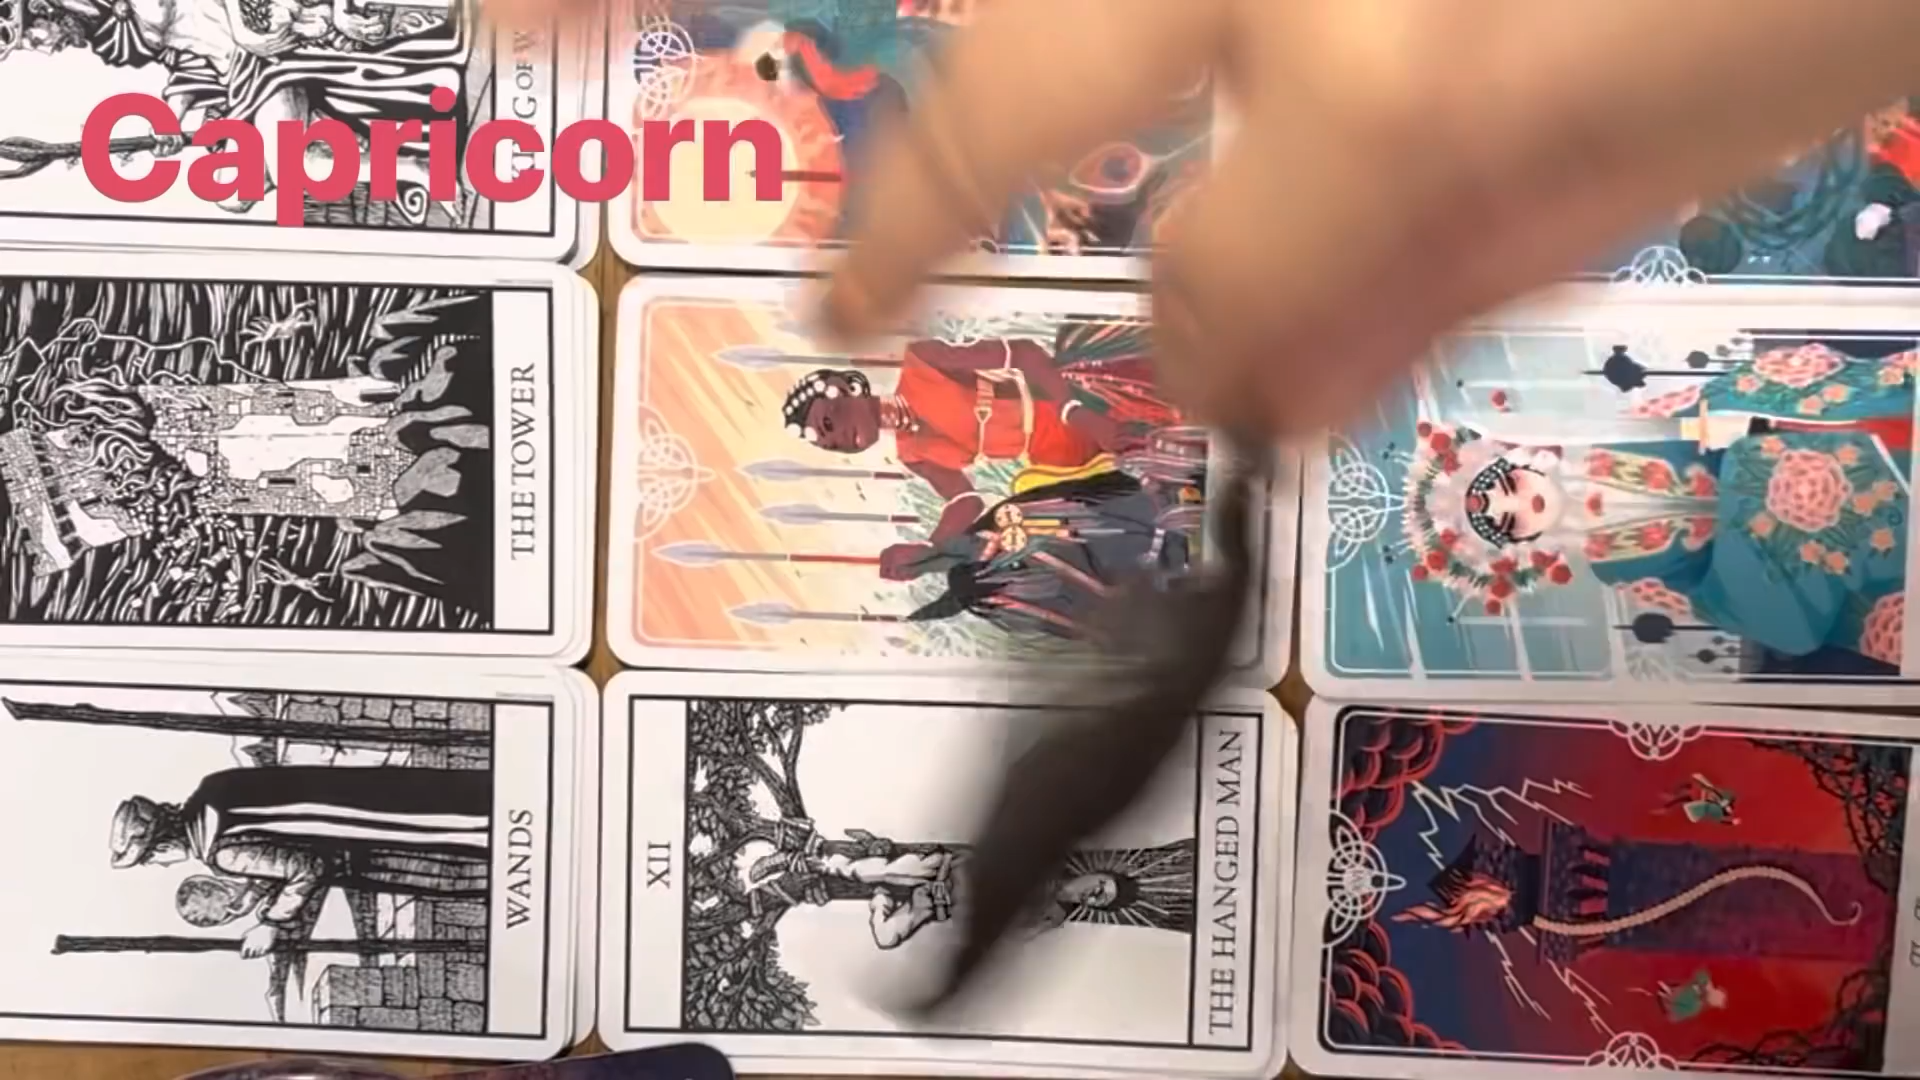 Capricorn
THE TOWER
WANDS
XII
THE HANGED MAN